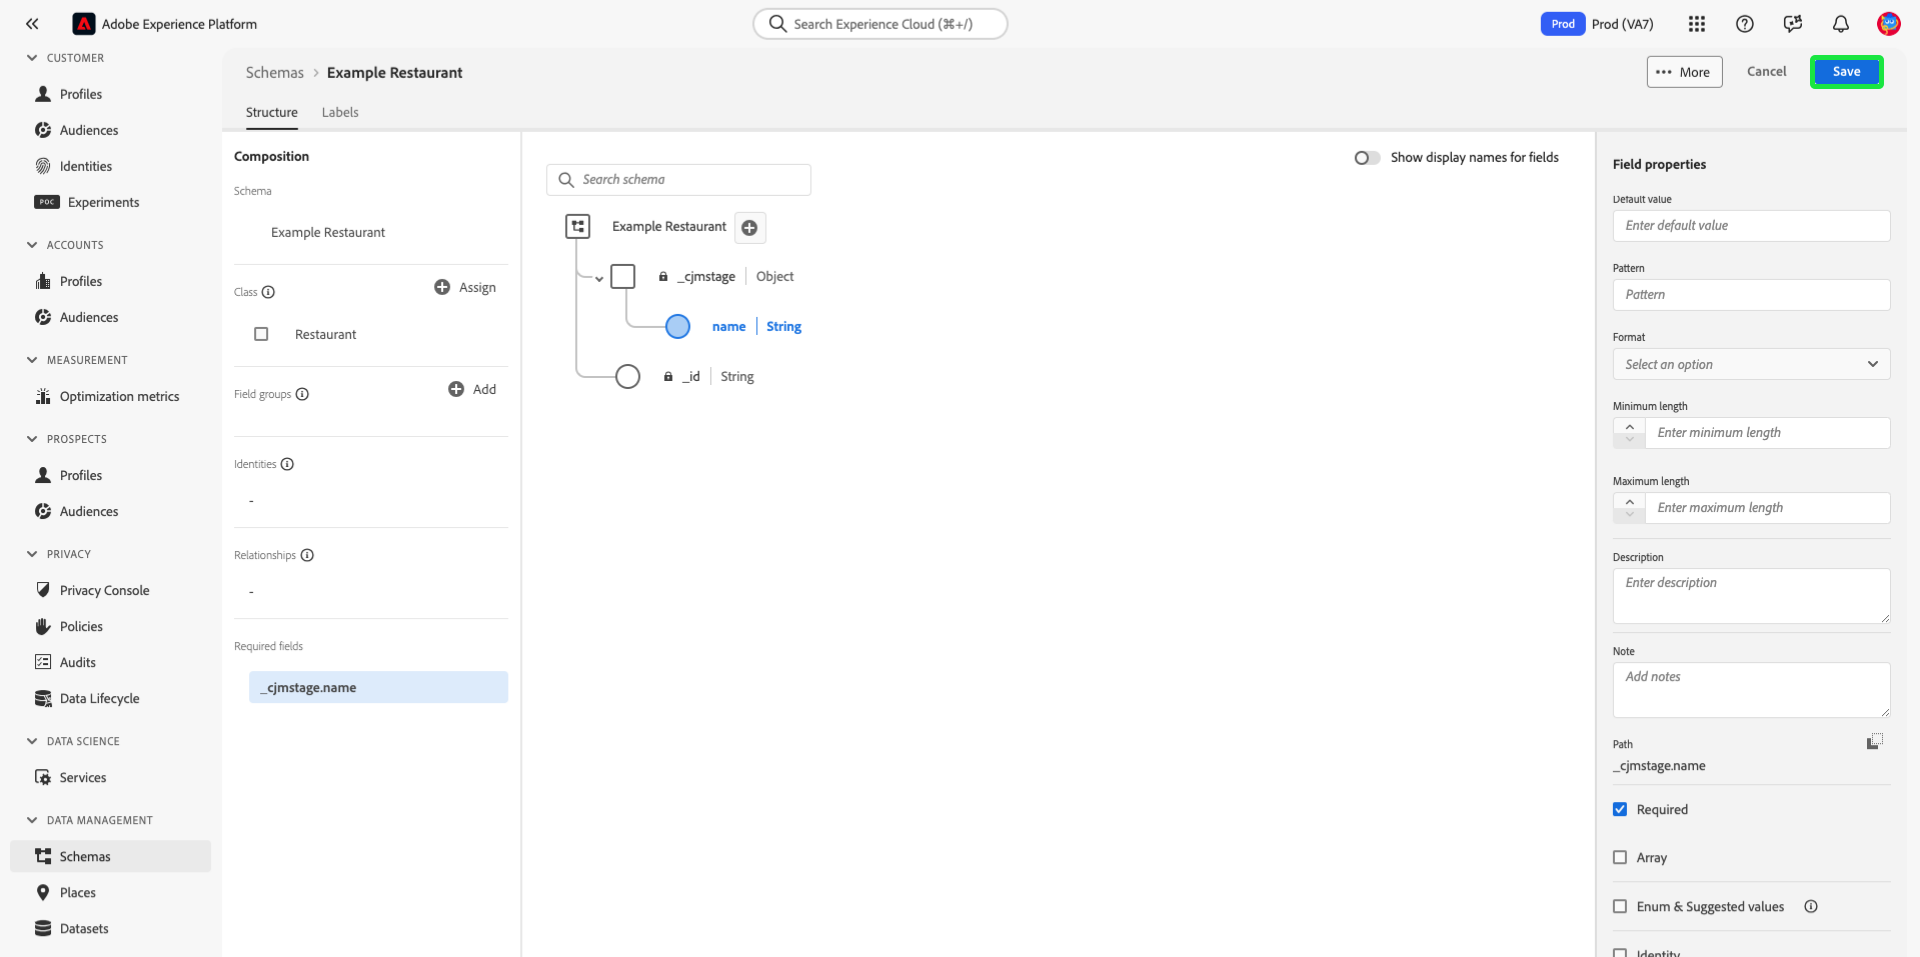 Adobe Experience Platform
Search Experience Cloud (⌘+/)
Prod
Prod (VA7)
CUSTOMER
Profiles
Audiences
Identities
POC
Experiments
ACCOUNTS
Profiles
Audiences
MEASUREMENT
Optimization metrics
PROSPECTS
Profiles
Audiences
PRIVACY
Privacy Console
Policies
Audits
Data Lifecycle
DATA SCIENCE
Services
DATA MANAGEMENT
Schemas
Places
Datasets
Schemas > Example Restaurant
••• More
Cancel
Save
Structure
Labels
Composition
Schema
Example Restaurant
Class
Assign
Restaurant
Field groups
Add
Identities
-
Relationships
-
Required fields
_cjmstage.name
Show display names for fields
Search schema
Example Restaurant
_cjmstage | Object
name | String
_id | String
Field properties
Default value
Enter default value
Pattern
Pattern
Format
Select an option
Minimum length
Enter minimum length
Maximum length
Enter maximum length
Description
Enter description
Note
Add notes
Path
_cjmstage.name
Required
Array
Enum & Suggested values
Identity